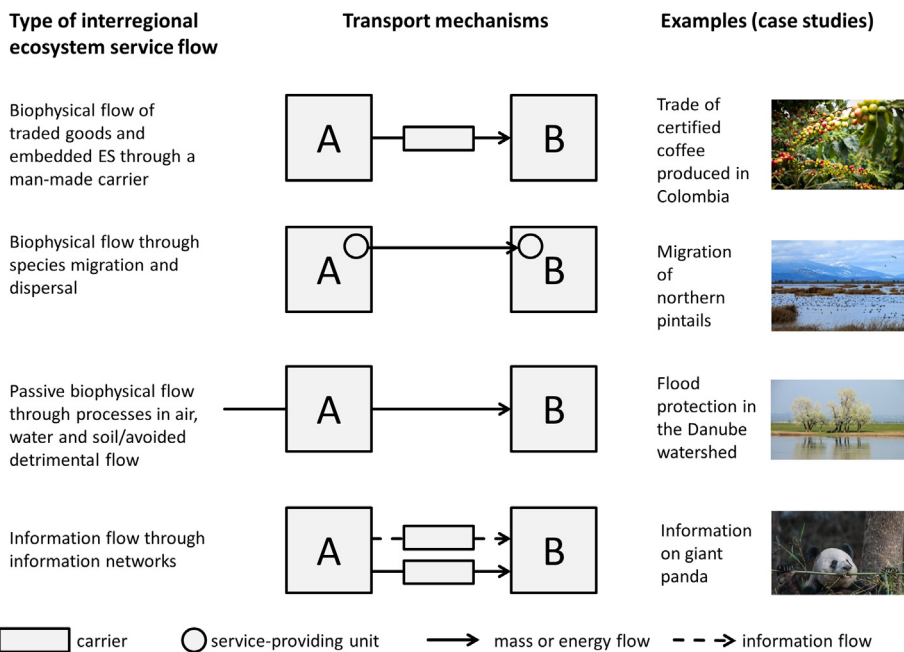 Type of interregional
ecosystem service flow
Transport mechanisms
Examples (case studies)
Biophysical flow of
traded goods and
embedded ES through a
man-made carrier
A
B
Trade of
certified
coffee
produced in
Colombia
Biophysical flow through
species migration and
dispersal
A
B
Migration
of
northern
pintails
Passive biophysical flow
through processes in air,
water and soil/avoided
detrimental flow
A
B
Flood
protection in
the Danube
watershed
Information flow through
information networks
A
B
Information
on giant
panda
carrier
service-providing unit
mass or energy flow
information flow